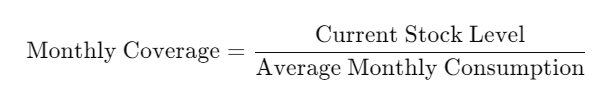 Monthly Coverage = Current Stock Level / Average Monthly Consumption